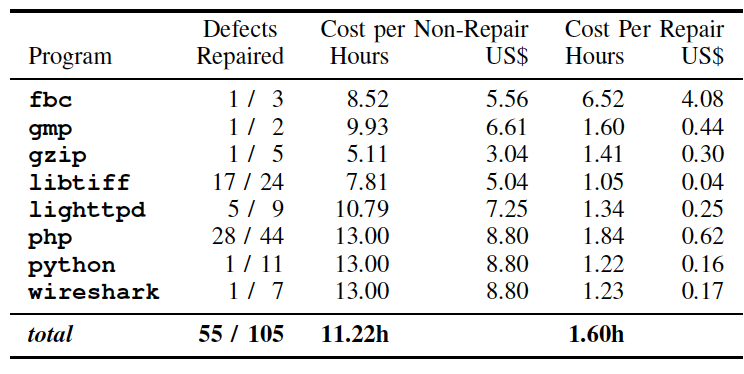 Defects Cost per Non-Repair Cost Per Repair
Program Repaired Hours US$ Hours US$
fbc 1 / 3 8.52 5.56 6.52 4.08
gmp 1 / 2 9.93 6.61 1.60 0.44
gzip 1 / 5 5.11 3.04 1.41 0.30
libtiff 17 / 24 7.81 5.04 1.05 0.04
lighttpd 5 / 9 10.79 7.25 1.34 0.25
php 28 / 44 13.00 8.80 1.84 0.62
python 1 / 11 13.00 8.80 1.22 0.16
wireshark 1 / 7 13.00 8.80 1.23 0.17
total 55 / 105 11.22h 1.60h